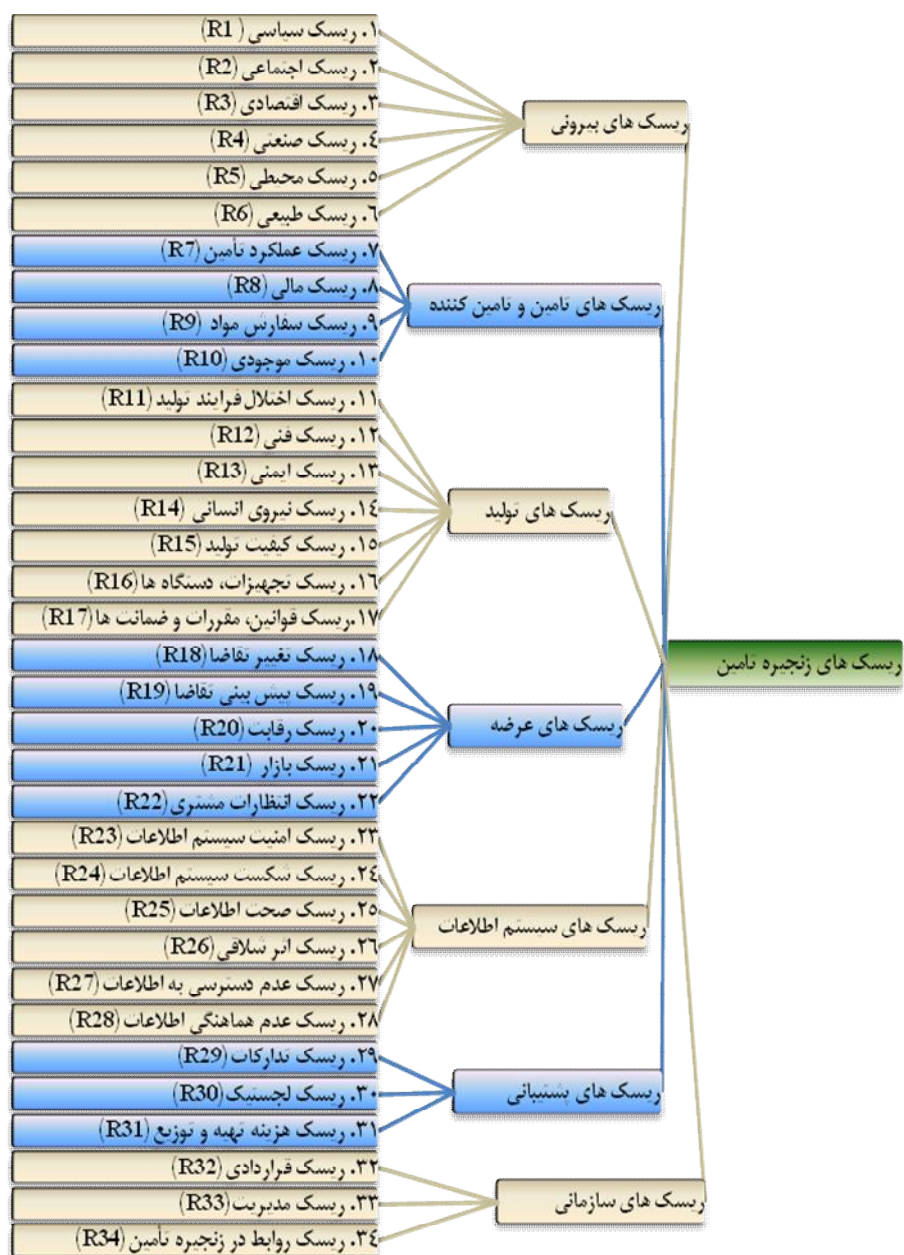 ریسک های زنجیره تامین
ریسک های بیرونی
۱. ریسک سیاسی ( R1)
۲. ریسک اجتماعی (R2)
۳. ریسک اقتصادی (R3)
٤. ریسک صنعتی (R4)
٥. ریسک محیطی (R5)
٦. ریسک طبیعی (R6)
ریسک های تامین و تامین کننده
۷. ریسک عملکرد تأمین (R7)
۸. ریسک مالی (R8)
۹. ریسک سفارش مواد (R9)
۱۰. ریسک موجودی (R10)
ریسک های تولید
۱۱. ریسک اختلال فرایند تولید (R11)
۱۲. ریسک فنی (R12)
۱۳. ریسک ایمنی (R13)
۱٤. ریسک نیروی انسانی (R14)
۱٥. ریسک کیفیت تولید (R15)
۱٦. ریسک تجهیزات، دستگاه ها (R16)
۱۷.ریسک قوانین، مقررات و ضمانت ها (R17)
ریسک های عرضه
۱۸. ریسک تغییر تقاضا (R18)
۱۹. ریسک پیش بینی تقاضا (R19)
۲۰. ریسک رقابت (R20)
۲۱. ریسک بازار (R21)
۲۲. ریسک انتظارات مشتری (R22)
ریسک های سیستم اطلاعات
۲۳. ریسک امنیت سیستم اطلاعات (R23)
۲٤. ریسک شکست سیستم اطلاعات (R24)
۲٥. ریسک صحت اطلاعات (R25)
۲٦. ریسک اثر شلاقی (R26)
۲۷. ریسک عدم دسترسی به اطلاعات (R27)
۲۸. ریسک عدم هماهنگی اطلاعات (R28)
ریسک های پشتیبانی
۲۹. ریسک تدارکات (R29)
۳۰. ریسک لجستیک (R30)
۳۱. ریسک هزینه تهیه و توزیع (R31)
ریسک های سازمانی
۳۲. ریسک قراردادی (R32)
۳۳. ریسک مدیریت (R33)
۳٤. ریسک روابط در زنجیره تأمین (R34)